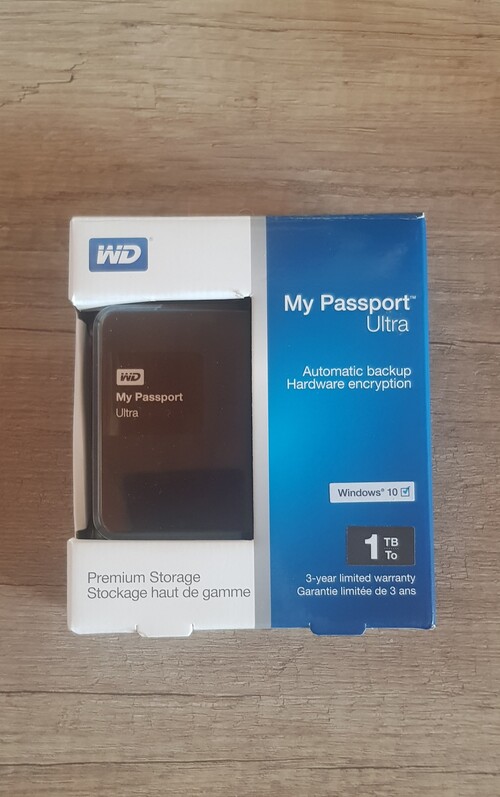 WD
My Passport™
Ultra
Automatic backup
Hardware encryption
WD
My Passport
Ultra
Windows® 10
1 TB
To
Premium Storage
Stockage haut de gamme
3-year limited warranty
Garantie limitée de 3 ans